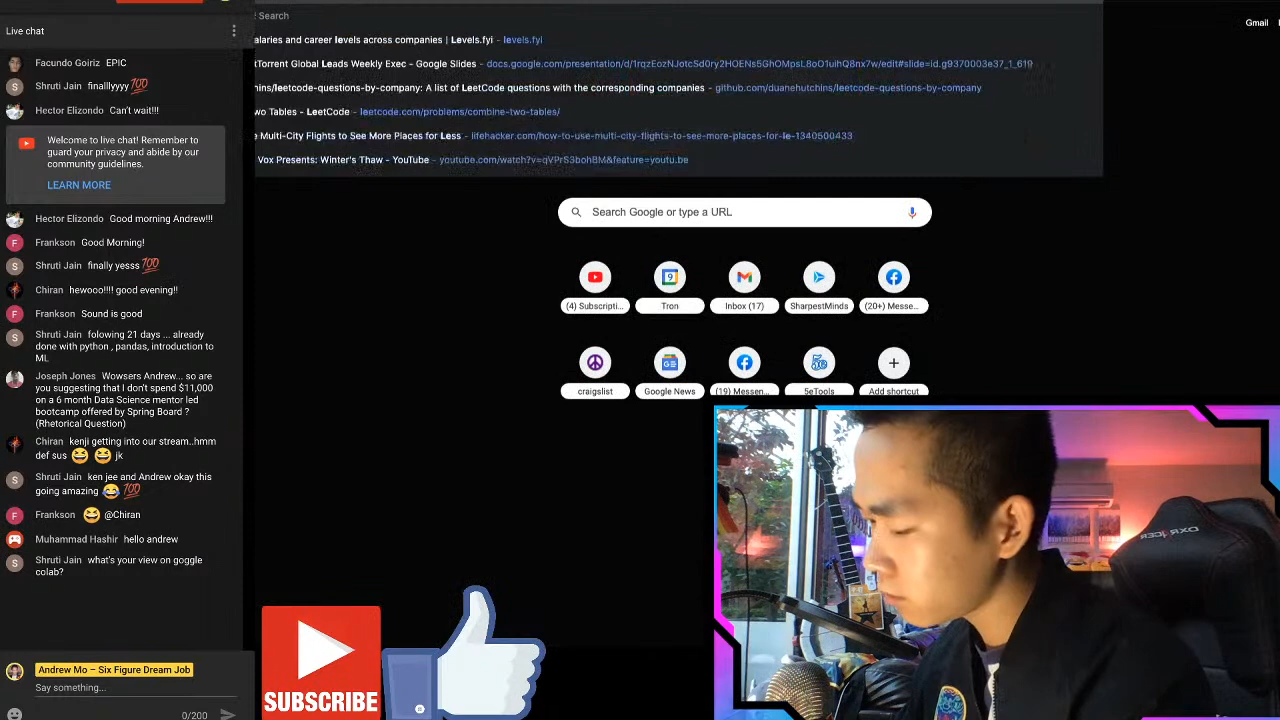 Live chat
Facundo Goiriz EPIC
Shruti Jain finalllyyyy 💯
Hector Elizondo Can't wait!!!
Welcome to live chat! Remember to
guard your privacy and abide by our
community guidelines.
LEARN MORE
Hector Elizondo Good morning Andrew!!!
Frankson Good Morning!
Shruti Jain finally yesss 💯
Chiran hewooo!!!! good evening!!
Frankson Sound is good
Shruti Jain folowing 21 days ... already
done with python , pandas, introduction to
ML
Joseph Jones Wowsers Andrew... so are
you suggesting that I don't spend $11,000
on a 6 month Data Science mentor led
bootcamp offered by Spring Board ?
(Rhetorical Question)
Chiran kenji getting into our stream..hmm
def sus 😆 😆 jk
Shruti Jain ken jee and Andrew okay this
going amazing 😂 💯
Frankson 😆 @Chiran
Muhammad Hashir hello andrew
Shruti Jain what's your view on goggle
colab?
Andrew Mo – Six Figure Dream Job
Say something...
0/200
Search
alaries and career levels across companies | Levels.fyi - levels.fyi
tTorrent Global Leads Weekly Exec - Google Slides -
hins/leetcode-questions-by-company: A list of LeetCode questions with the corresponding companies - github.com/duanehutchins/leetcode-questions-by-company
wo Tables - LeetCode - leetcode.com/problems/combine-two-tables/
e Multi-City Flights to See More Places for Less - lifehacker.com/how-to-use-multi-city-flights-to-see-more-places-for-le-1340500433
Vox Presents: Winter's Thaw - YouTube - youtube.com/watch?v=qVPrS3bohBM&feature=youtu.be
Gmail
Search Google or type a URL
9
(4) Subscripti...
Tron
Inbox (17)
SharpestMinds
(20+) Messe...
craigslist
Google News
(19) Messen...
5eTools
Add shortcut
SUBSCRIBE